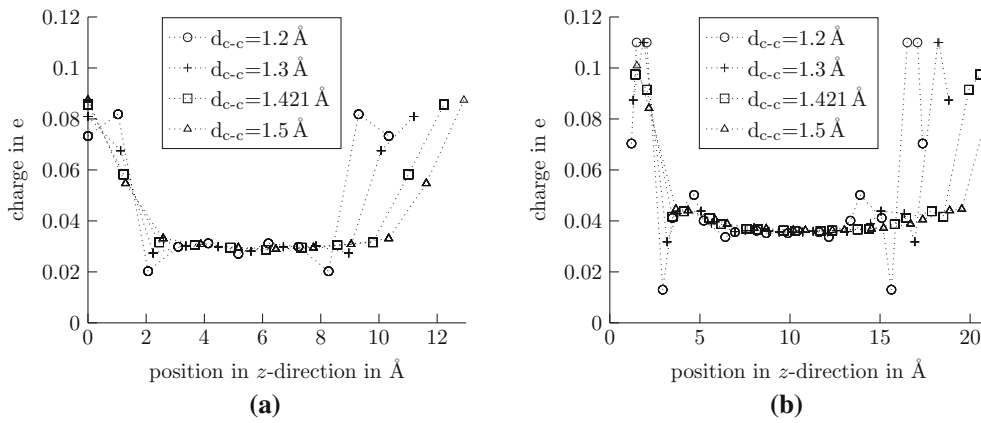 0.12
0.1
0.08
0.06
0.04
0.02
0
charge in e
d_c-c=1.2 Å
d_c-c=1.3 Å
d_c-c=1.421 Å
d_c-c=1.5 Å
0 2 4 6 8 10 12
position in z-direction in Å
(a)
0.12
0.1
0.08
0.06
0.04
0.02
0
charge in e
d_c-c=1.2 Å
d_c-c=1.3 Å
d_c-c=1.421 Å
d_c-c=1.5 Å
0 5 10 15 20
position in z-direction in Å
(b)